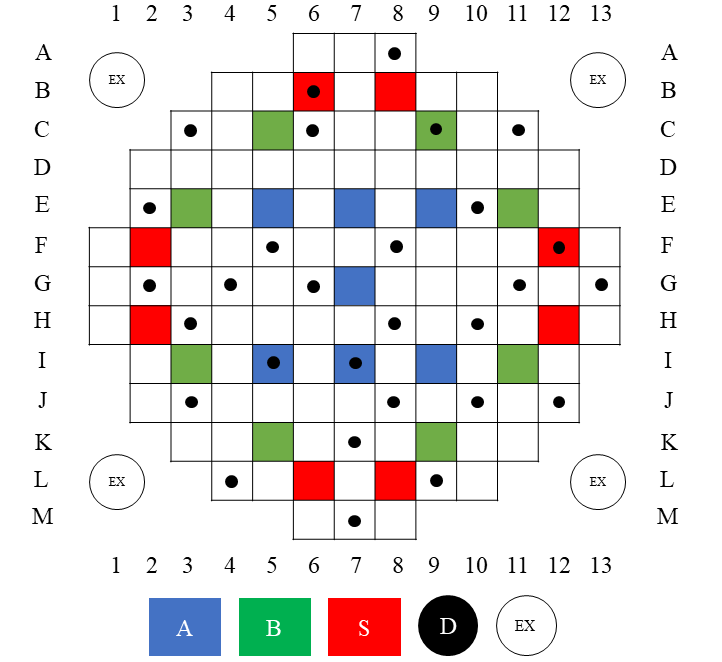 1 2 3 4 5 6 7 8 9 10 11 12 13
A A
EX EX
B B
C C
D D
E E
F F
G G
H H
I I
J J
K K
L L
EX EX
M M
1 2 3 4 5 6 7 8 9 10 11 12 13
A B S D EX